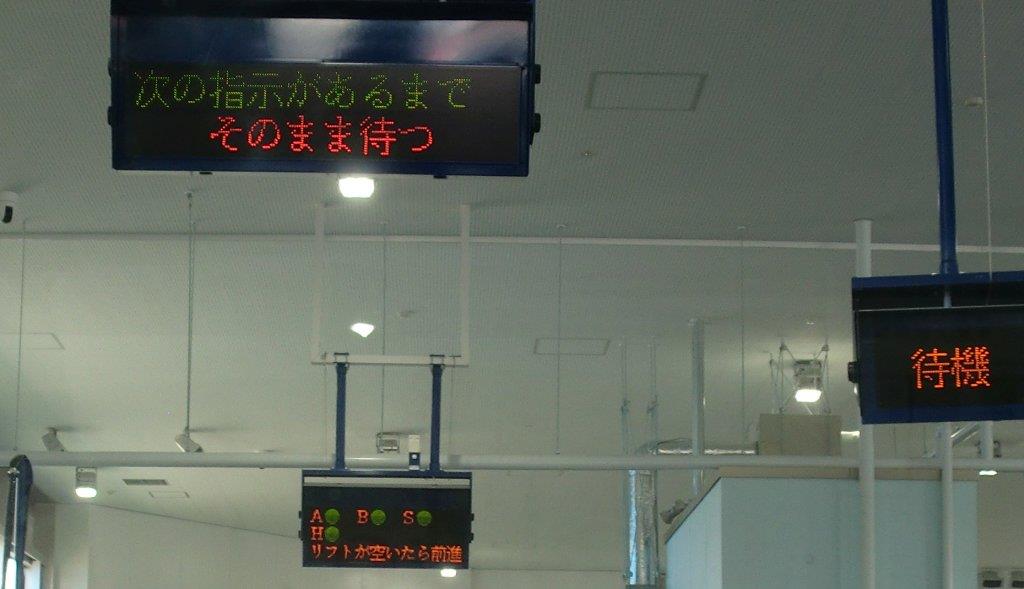 次の指示があるまで
そのまま待つ
待機
A● B● S●
H●
リフトが空いたら前進